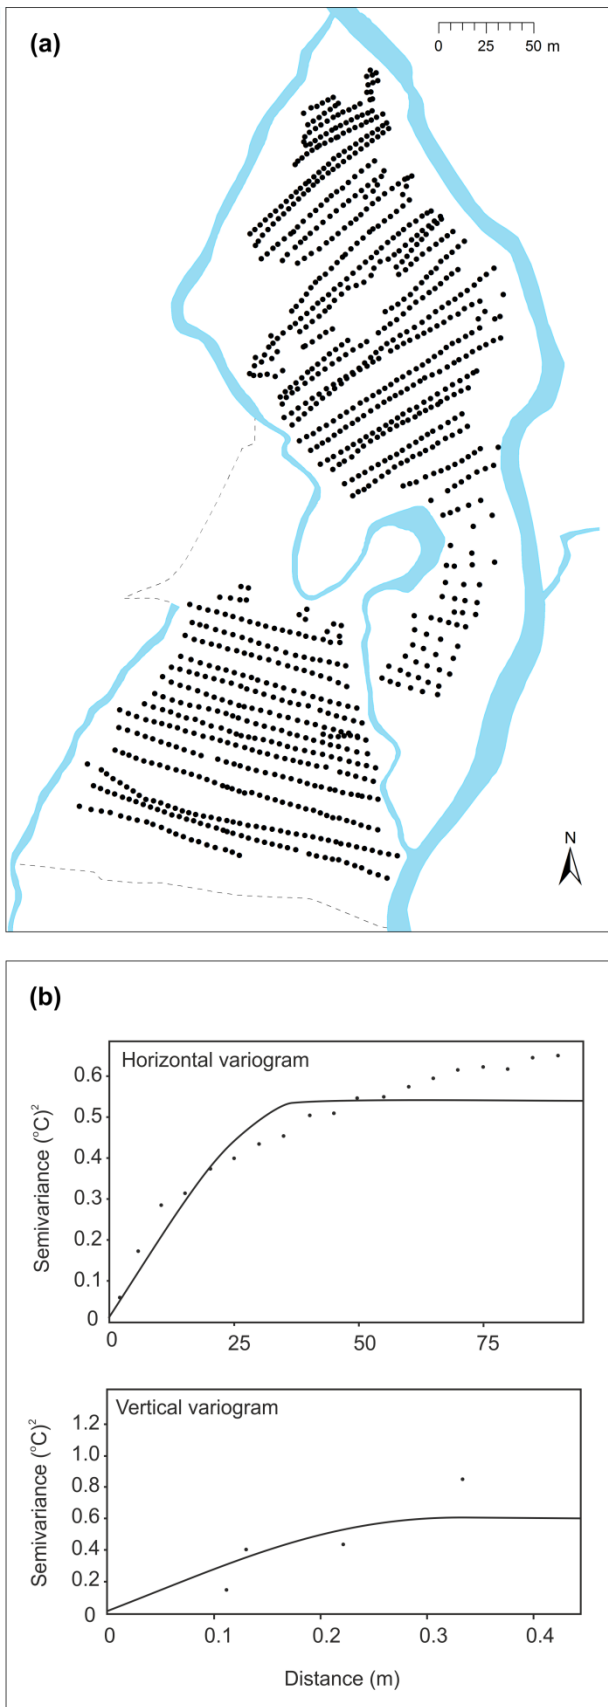 (a)
0 25 50 m
N
(b)
Horizontal variogram
Semivariance (°C)²
0.6
0.5
0.4
0.3
0.2
0.1
0
0 25 50 75
Vertical variogram
Semivariance (°C)²
1.2
1.0
0.8
0.6
0.4
0.2
0
0 0.1 0.2 0.3 0.4
Distance (m)